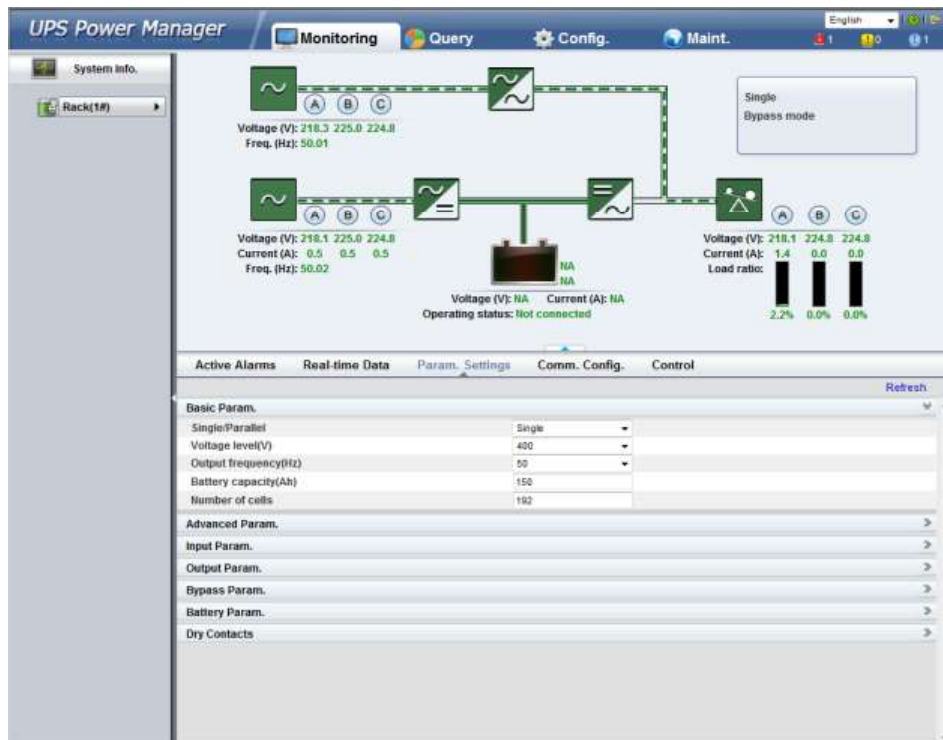 UPS Power Manager
Monitoring Query Config. Maint.
English
1 0 1
System Info.
Rack(1#)
A B C
Voltage (V): 218.3 225.0 224.8
Freq. (Hz): 50.01
Single
Bypass mode
A B C
Voltage (V): 218.1 225.0 224.8
Current (A): 0.5 0.5 0.5
Freq. (Hz): 50.02
NA
NA
Voltage (V): NA Current (A): NA
Operating status: Not connected
A B C
Voltage (V): 218.1 224.8 224.8
Current (A): 1.4 0.0 0.0
Load ratio:
2.2% 0.0% 0.0%
Active Alarms Real-time Data Param. Settings Comm. Config. Control
Refresh
Basic Param.
Single/Parallel Single
Voltage level(V) 400
Output frequency(Hz) 50
Battery capacity(Ah) 150
Number of cells 192
Advanced Param.
Input Param.
Output Param.
Bypass Param.
Battery Param.
Dry Contacts